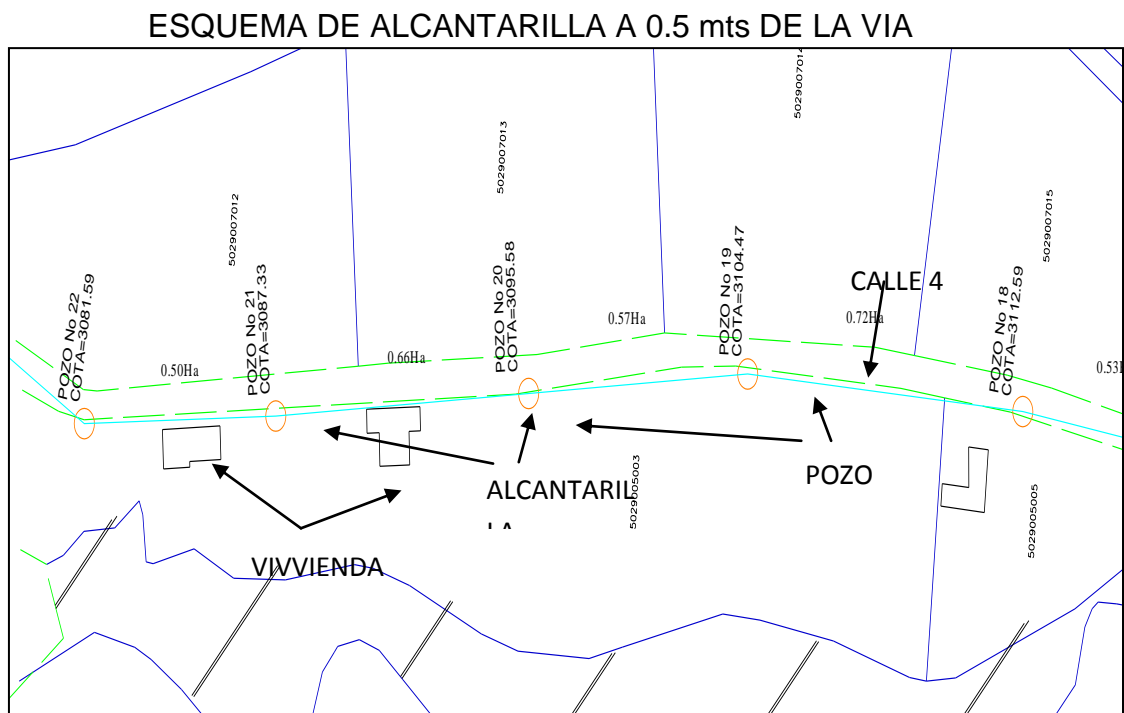 ESQUEMA DE ALCANTARILLA A 0.5 mts DE LA VIA
5029007014
5029007013
5029007012
5029007015
POZO No 22
COTA=3081.59
POZO No 21
COTA=3087.33
POZO No 20
COTA=3095.58
POZO No 19
COTA=3104.47
POZO No 18
COTA=3112.59
CALLE 4
0.50Ha
0.66Ha
0.57Ha
0.72Ha
0.53H
ALCANTARIL
LA
POZO
VIVVIENDA
5029005003
5029005005